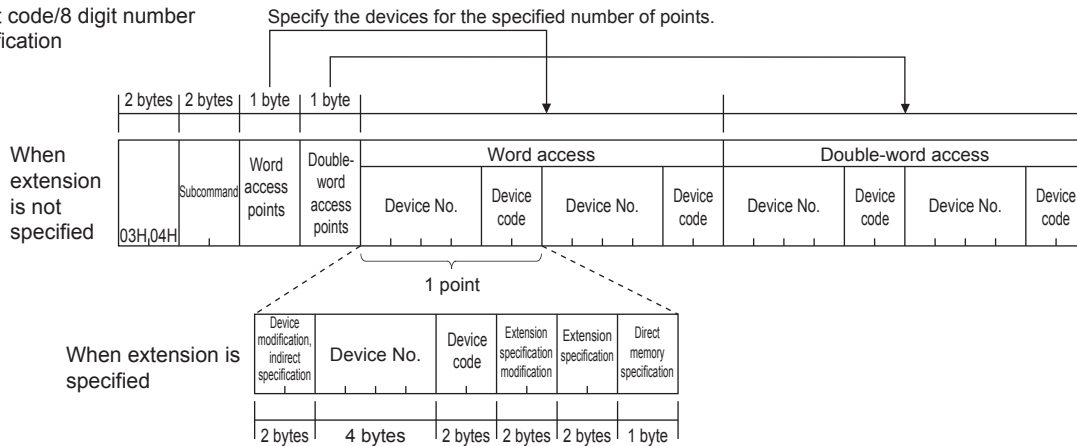 t code/8 digit number
fication
Specify the devices for the specified number of points.
2 bytes 2 bytes 1 byte 1 byte
When
extension
is not
specified
03H 04H
Subcommand
Word
access
points
Double-
word
access
points
Word access
Device No.
Device
code
Device No.
Device
code
Double-word access
Device No.
Device
code
Device No.
Device
code
1 point
When extension is
specified
Device
modification,
indirect
specification
Device No.
Device
code
Extension
specification
modification
Extension
specification
Direct
memory
specification
2 bytes 4 bytes 2 bytes 2 bytes 2 bytes 1 byte